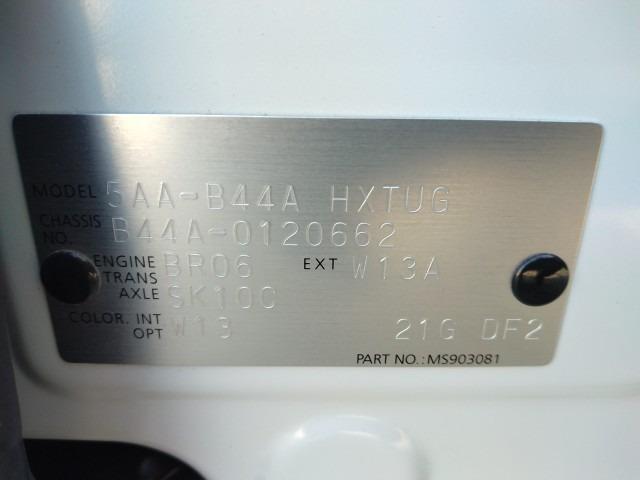 MODEL 5AA-B44A HXTUG
CHASSIS NO. B44A-0120662
ENGINE BR06 EXT W13A
TRANS AXLE SK10C
COLOR. INT W13
OPT 21G DF2
PART NO.:MS903081